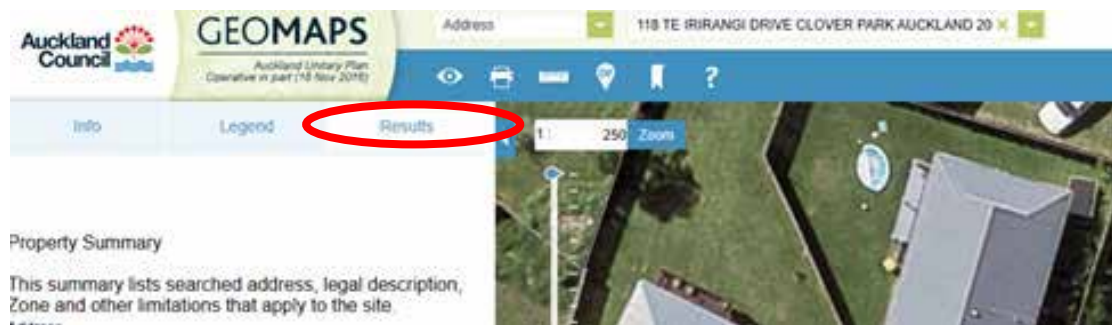 Auckland Council
GEOMAPS
Auckland Unitary Plan
Operative in part (18 Nov 2016)
Address
118 TE IRIRANGI DRIVE CLOVER PARK AUCKLAND 20 ×
?
Info Legend Results
1: 250 Zoom
Property Summary
This summary lists searched address, legal description,
Zone and other limitations that apply to the site